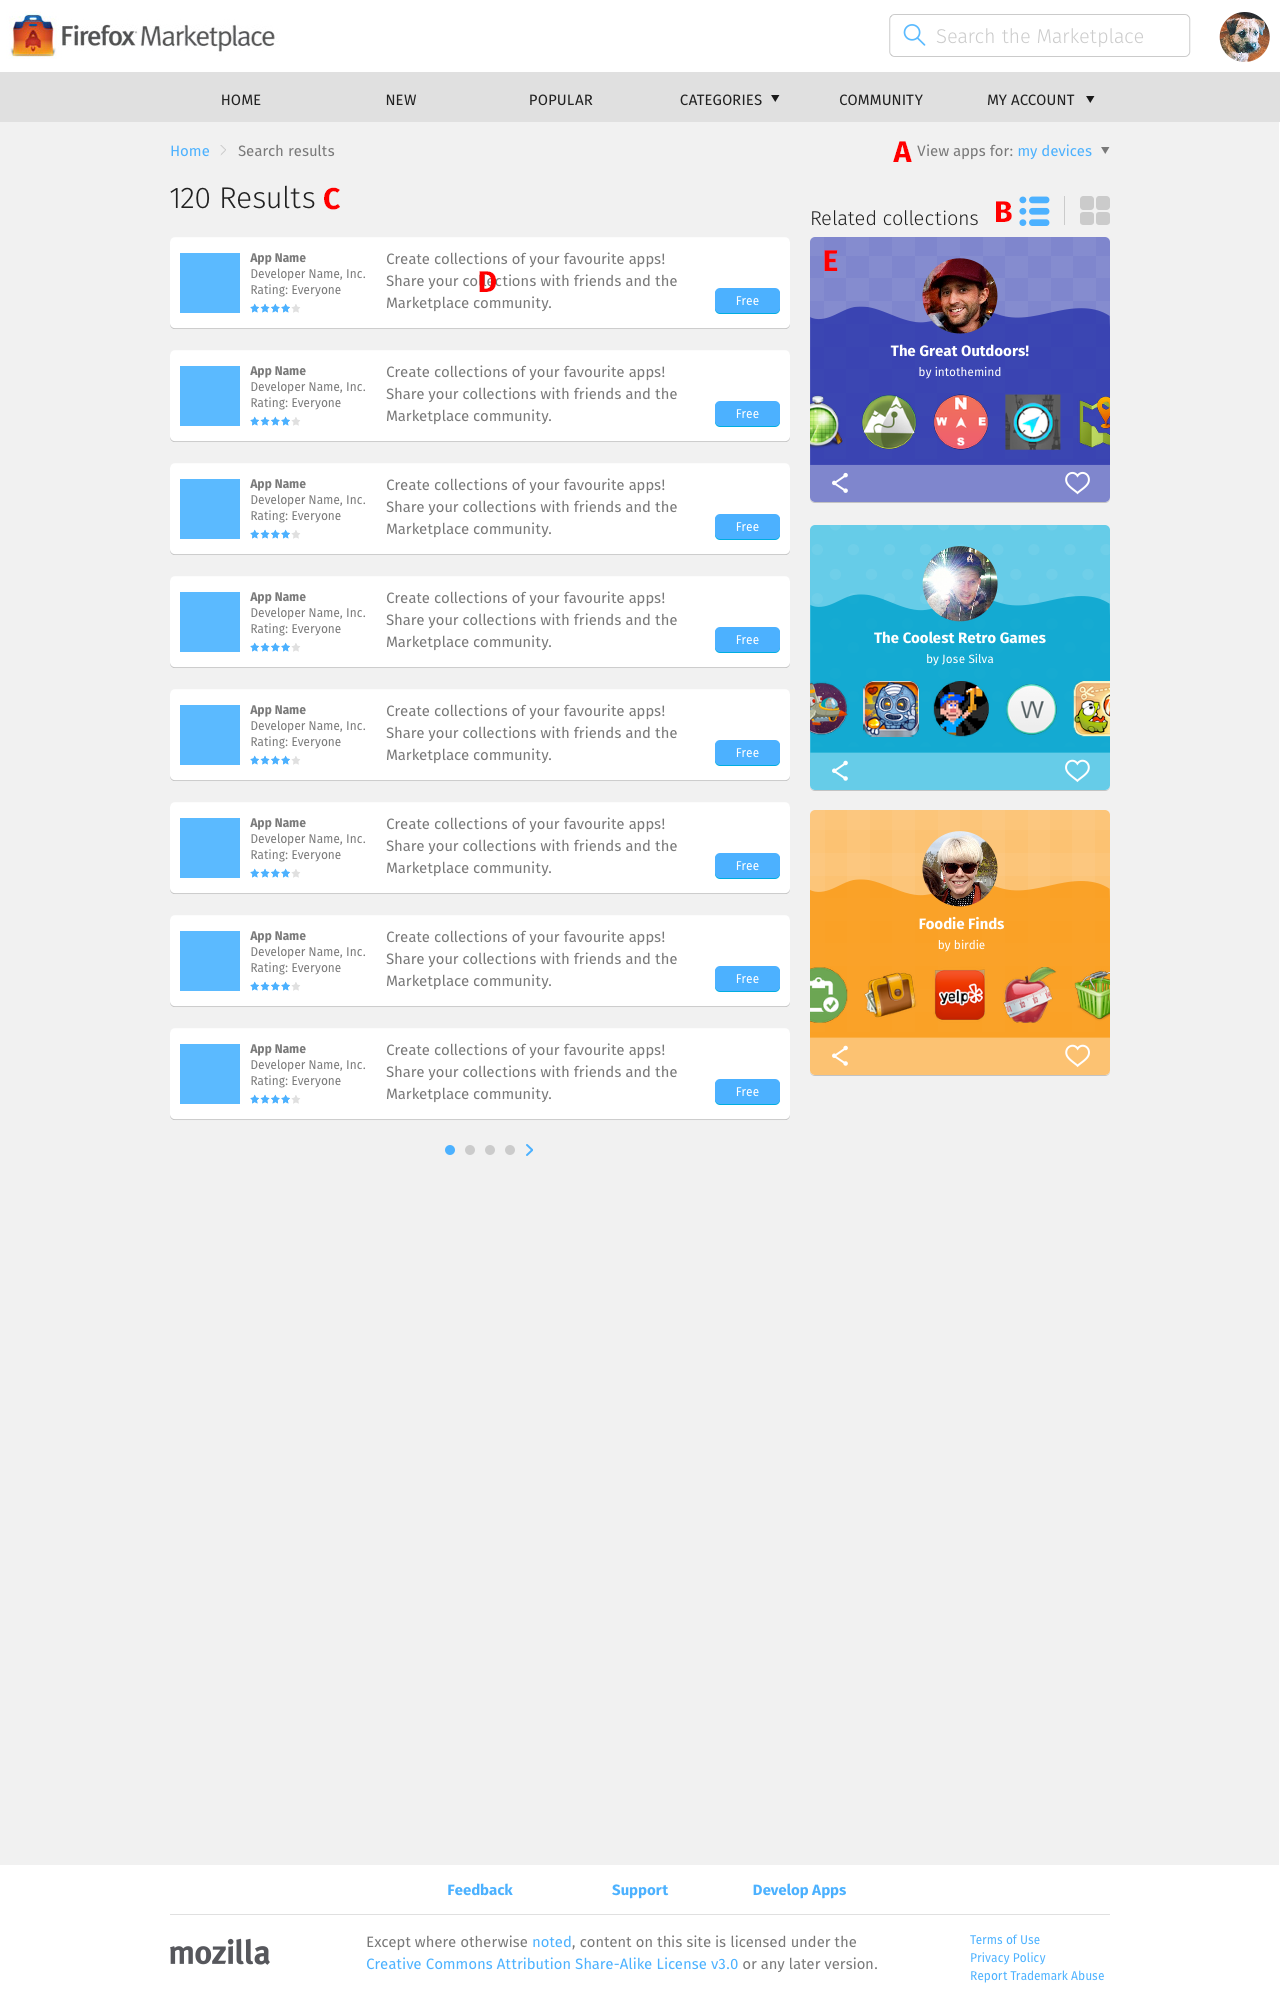 Firefox Marketplace
Search the Marketplace
HOME
NEW
POPULAR
CATEGORIES
COMMUNITY
MY ACCOUNT
Home
Search results
A View apps for: my devices
120 Results C
Related collections
B
App Name
Developer Name, Inc.
Rating: Everyone
Create collections of your favourite apps!
Share your collections with friends and the
Marketplace community.
D
Free
App Name
Developer Name, Inc.
Rating: Everyone
Create collections of your favourite apps!
Share your collections with friends and the
Marketplace community.
Free
App Name
Developer Name, Inc.
Rating: Everyone
Create collections of your favourite apps!
Share your collections with friends and the
Marketplace community.
Free
App Name
Developer Name, Inc.
Rating: Everyone
Create collections of your favourite apps!
Share your collections with friends and the
Marketplace community.
Free
App Name
Developer Name, Inc.
Rating: Everyone
Create collections of your favourite apps!
Share your collections with friends and the
Marketplace community.
Free
App Name
Developer Name, Inc.
Rating: Everyone
Create collections of your favourite apps!
Share your collections with friends and the
Marketplace community.
Free
App Name
Developer Name, Inc.
Rating: Everyone
Create collections of your favourite apps!
Share your collections with friends and the
Marketplace community.
Free
App Name
Developer Name, Inc.
Rating: Everyone
Create collections of your favourite apps!
Share your collections with friends and the
Marketplace community.
Free
E
The Great Outdoors!
by intothemind
N
W A E
S
The Coolest Retro Games
by Jose Silva
W
Foodie Finds
by birdie
yelp
Feedback
Support
Develop Apps
mozilla
Except where otherwise noted, content on this site is licensed under the
Creative Commons Attribution Share-Alike License v3.0 or any later version.
Terms of Use
Privacy Policy
Report Trademark Abuse